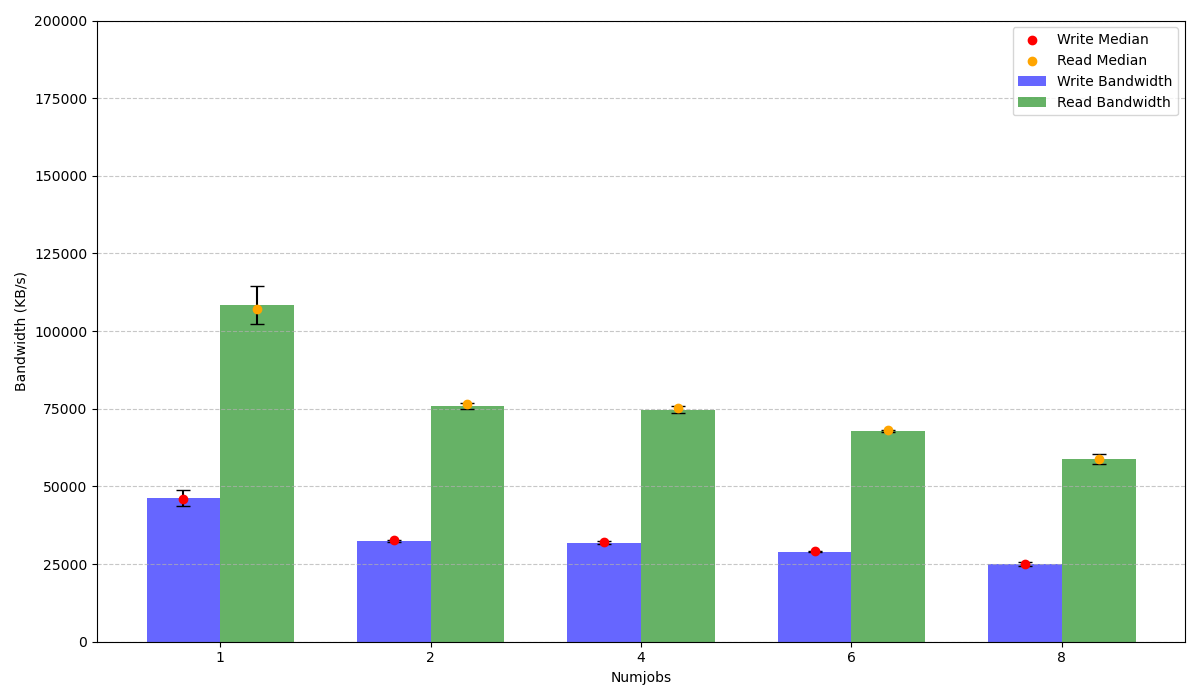 200000
175000
150000
125000
100000
75000
50000
25000
0
Bandwidth (KB/s)
Write Median
Read Median
Write Bandwidth
Read Bandwidth
1 2 4 6 8
Numjobs